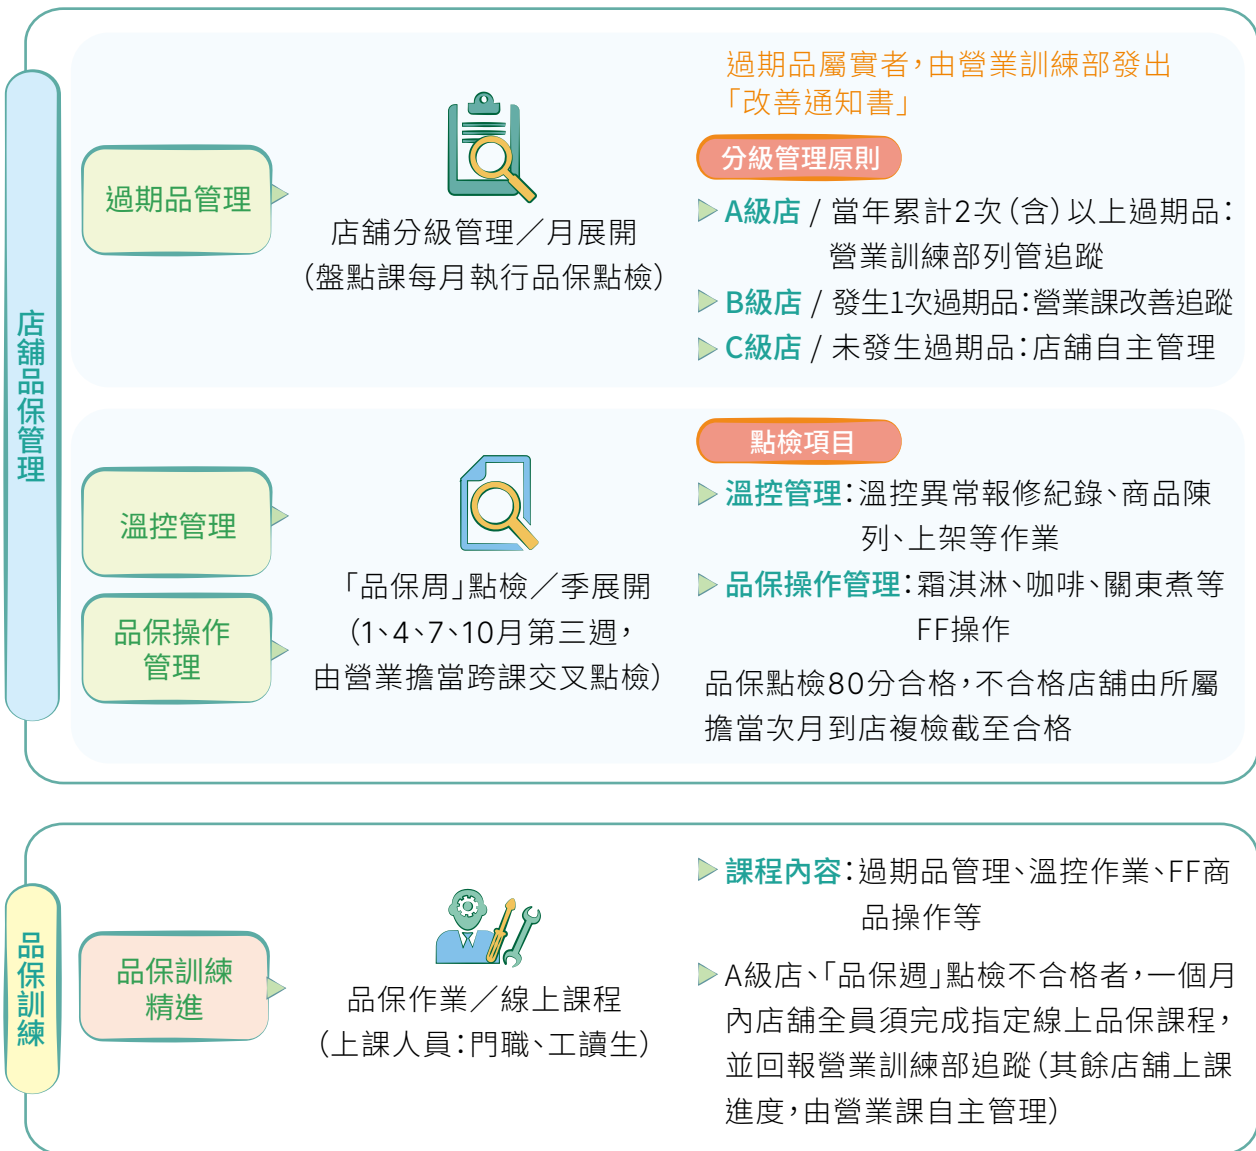 店舖品保管理
過期品管理
店舖分級管理／月展開
（盤點課每月執行品保點檢）
過期品屬實者，由營業訓練部發出
「改善通知書」
分級管理原則
A級店 / 當年累計2次（含）以上過期品：
營業訓練部列管追蹤
B級店 / 發生1次過期品：營業課改善追蹤
C級店 / 未發生過期品：店舖自主管理
溫控管理
品保操作
管理
「品保周」點檢／季展開
（1、4、7、10月第三週，
由營業擔當跨課交叉點檢）
點檢項目
溫控管理：溫控異常報修紀錄、商品陳
列、上架等作業
品保操作管理：霜淇淋、咖啡、關東煮等
FF操作
品保點檢80分合格，不合格店舖由所屬
擔當次月到店複檢截至合格
品保訓練
品保訓練
精進
品保作業／線上課程
（上課人員：門職、工讀生）
課程內容：過期品管理、溫控作業、FF商
品操作等
A級店、「品保週」點檢不合格者，一個月
內店舖全員須完成指定線上品保課程，
並回報營業訓練部追蹤（其餘店舖上課
進度，由營業課自主管理）